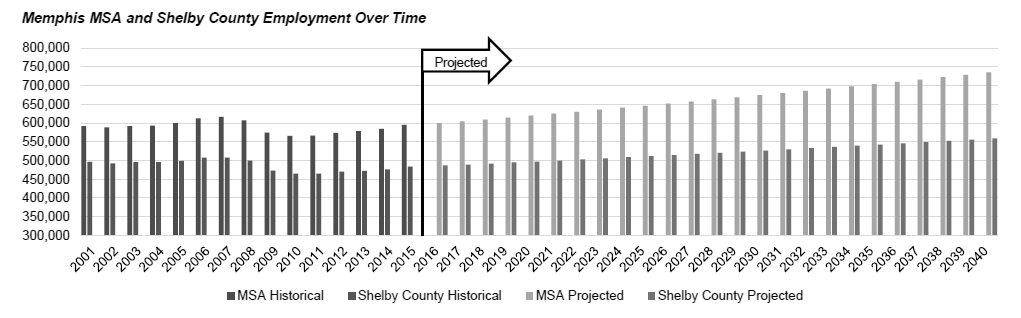 Memphis MSA and Shelby County Employment Over Time
800,000
750,000
700,000
650,000
600,000
550,000
500,000
450,000
400,000
350,000
300,000
Projected
2001 2002 2003 2004 2005 2006 2007 2008 2009 2010 2011 2012 2013 2014 2015 2016 2017 2018 2019 2020 2021 2022 2023 2024 2025 2026 2027 2028 2029 2030 2031 2032 2033 2034 2035 2036 2037 2038 2039 2040
MSA Historical Shelby County Historical MSA Projected Shelby County Projected